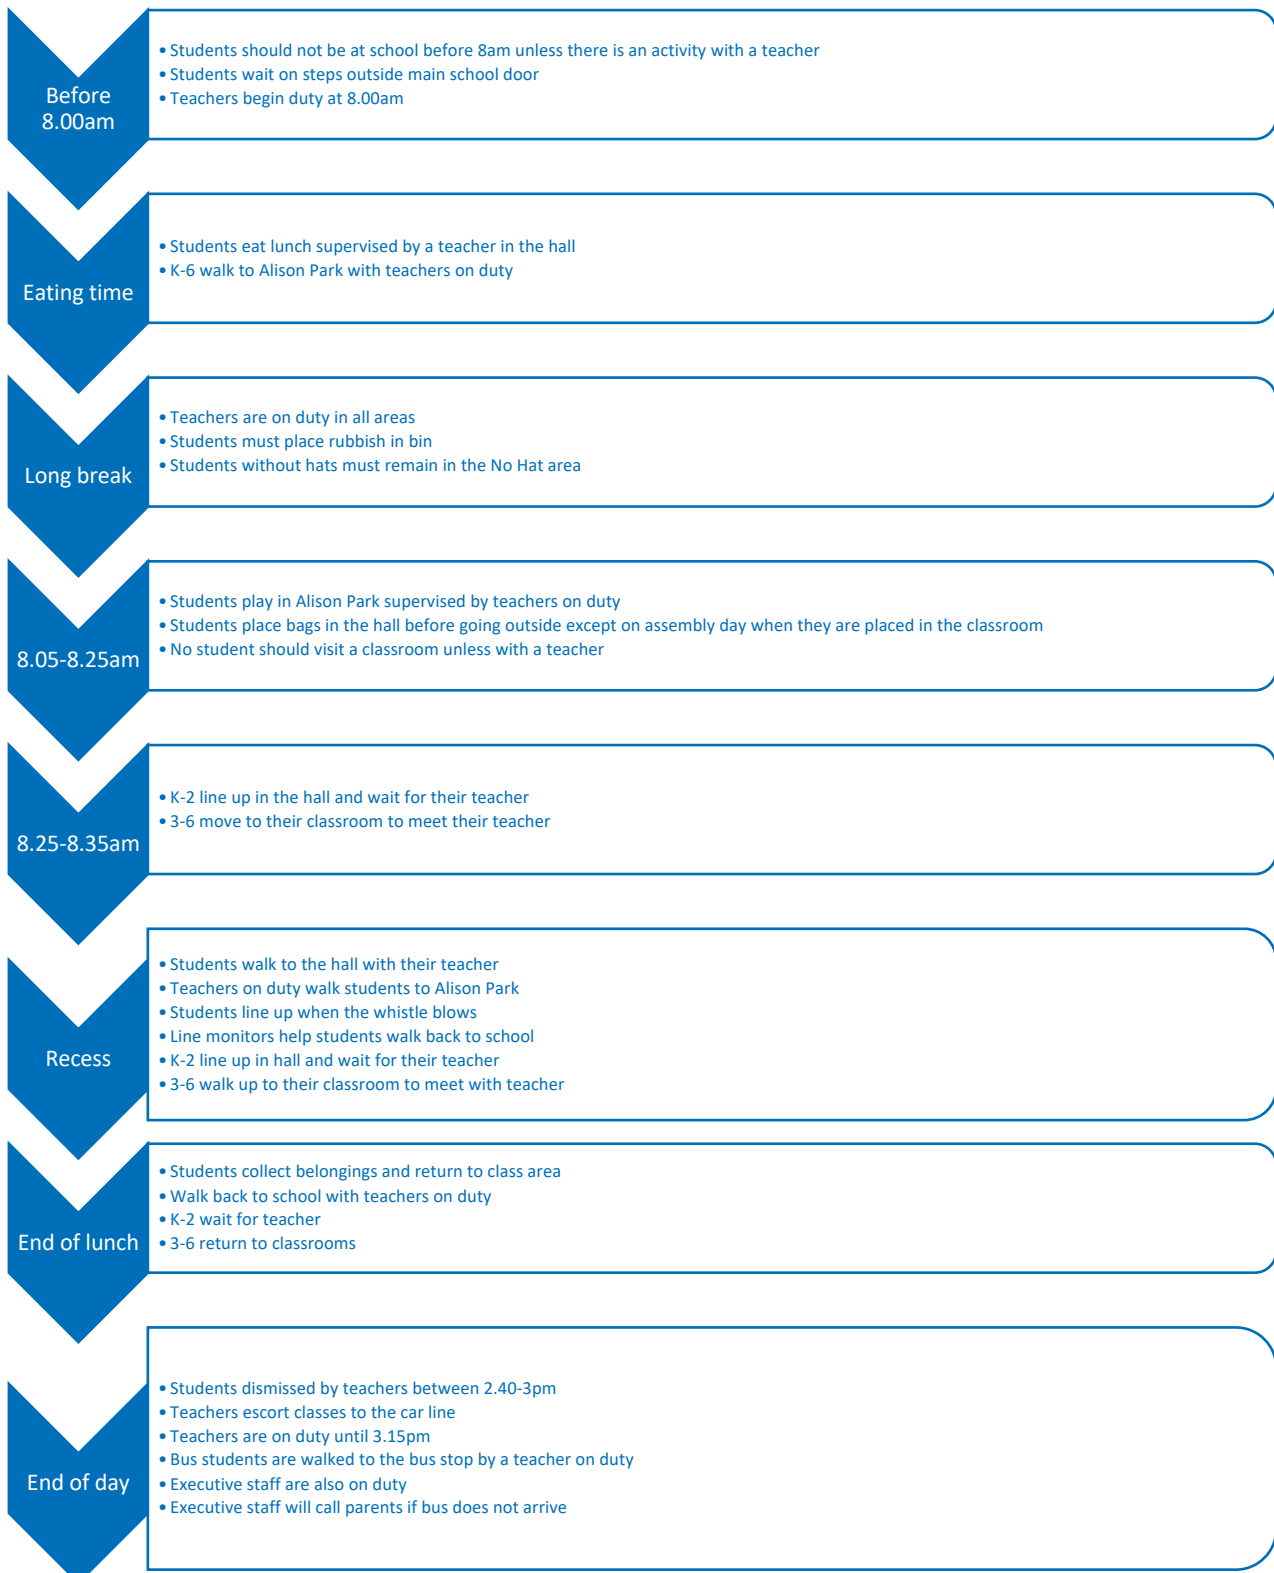 Before
8.00am
• Students should not be at school before 8am unless there is an activity with a teacher
• Students wait on steps outside main school door
• Teachers begin duty at 8.00am
Eating time
• Students eat lunch supervised by a teacher in the hall
• K-6 walk to Alison Park with teachers on duty
Long break
• Teachers are on duty in all areas
• Students must place rubbish in bin
• Students without hats must remain in the No Hat area
8.05-8.25am
• Students play in Alison Park supervised by teachers on duty
• Students place bags in the hall before going outside except on assembly day when they are placed in the classroom
• No student should visit a classroom unless with a teacher
8.25-8.35am
• K-2 line up in the hall and wait for their teacher
• 3-6 move to their classroom to meet their teacher
Recess
• Students walk to the hall with their teacher
• Teachers on duty walk students to Alison Park
• Students line up when the whistle blows
• Line monitors help students walk back to school
• K-2 line up in hall and wait for their teacher
• 3-6 walk up to their classroom to meet with teacher
End of lunch
• Students collect belongings and return to class area
• Walk back to school with teachers on duty
• K-2 wait for teacher
• 3-6 return to classrooms
End of day
• Students dismissed by teachers between 2.40-3pm
• Teachers escort classes to the car line
• Teachers are on duty until 3.15pm
• Bus students are walked to the bus stop by a teacher on duty
• Executive staff are also on duty
• Executive staff will call parents if bus does not arrive